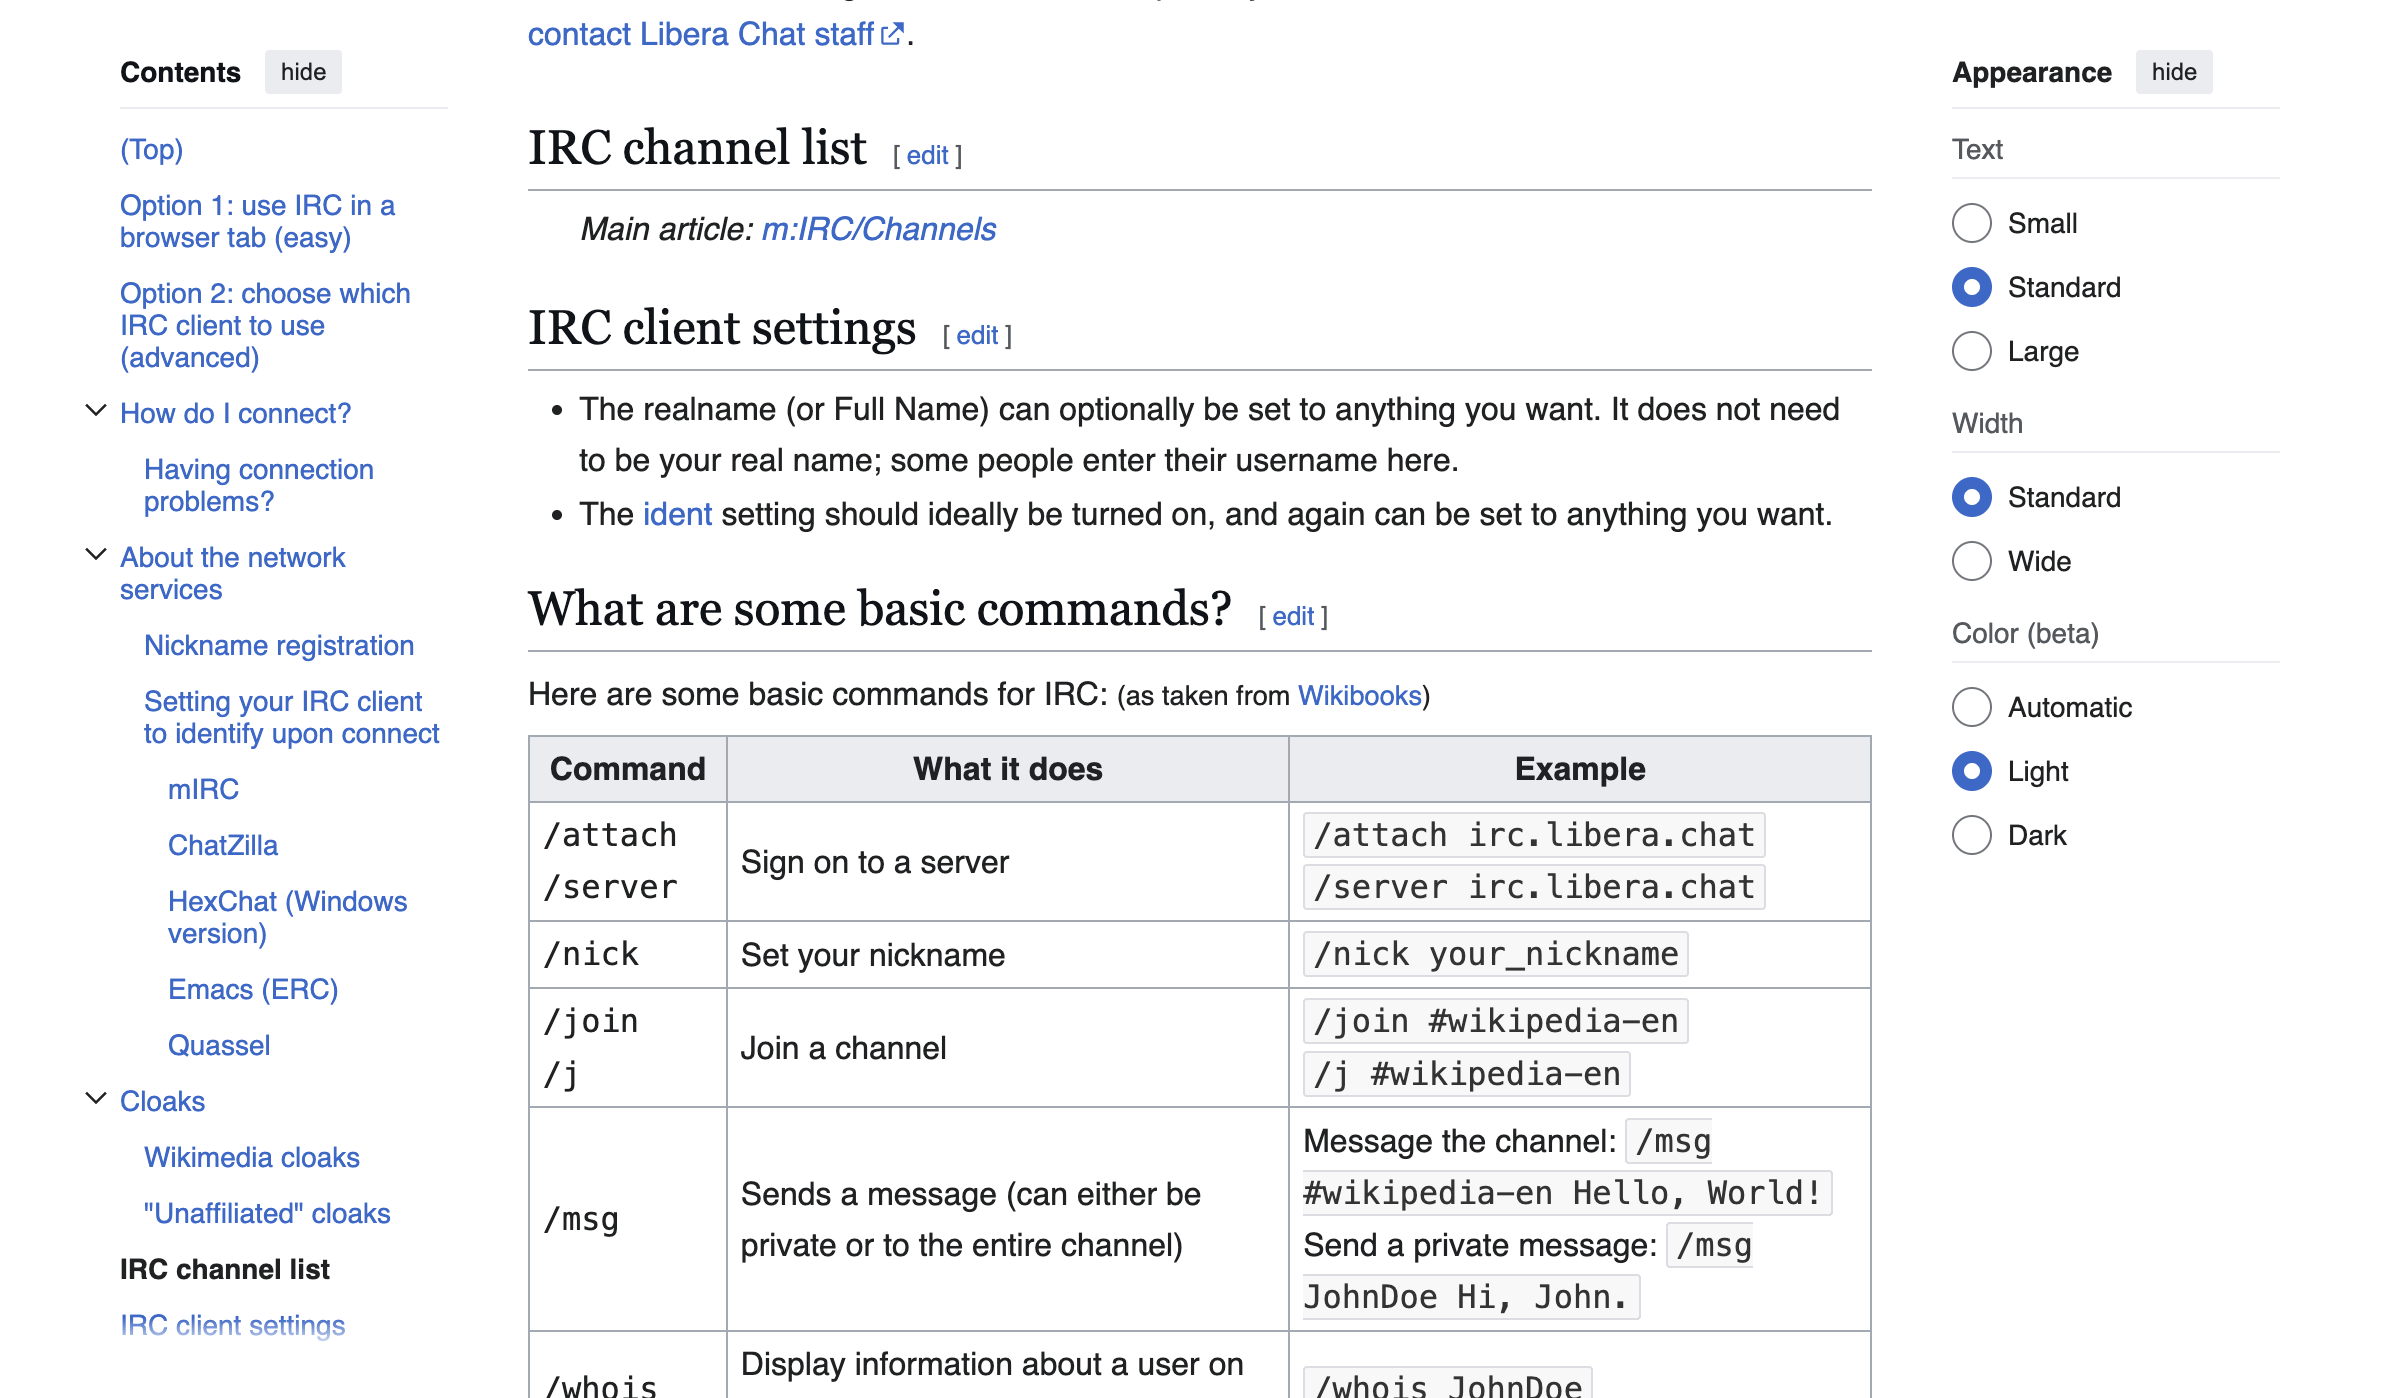 contact Libera Chat staff.
Contents hide
(Top)
Option 1: use IRC in a
browser tab (easy)
Option 2: choose which
IRC client to use
(advanced)
How do I connect?
Having connection
problems?
About the network
services
Nickname registration
Setting your IRC client
to identify upon connect
mIRC
ChatZilla
HexChat (Windows
version)
Emacs (ERC)
Quassel
Cloaks
Wikimedia cloaks
"Unaffiliated" cloaks
IRC channel list
IRC client settings
IRC channel list [ edit ]
Main article: m:IRC/Channels
IRC client settings [ edit ]
• The realname (or Full Name) can optionally be set to anything you want. It does not need
to be your real name; some people enter their username here.
• The ident setting should ideally be turned on, and again can be set to anything you want.
What are some basic commands? [ edit ]
Here are some basic commands for IRC: (as taken from Wikibooks)
Command What it does Example
/attach
/server
Sign on to a server
/attach irc.libera.chat
/server irc.libera.chat
/nick Set your nickname /nick your_nickname
/join
/j
Join a channel
/join #wikipedia-en
/j #wikipedia-en
/msg
Sends a message (can either be
private or to the entire channel)
Message the channel: /msg
#wikipedia-en Hello, World!
Send a private message: /msg
JohnDoe Hi, John.
/whois
Display information about a user on
/whois JohnDoe
Appearance hide
Text
Small
Standard
Large
Width
Standard
Wide
Color (beta)
Automatic
Light
Dark